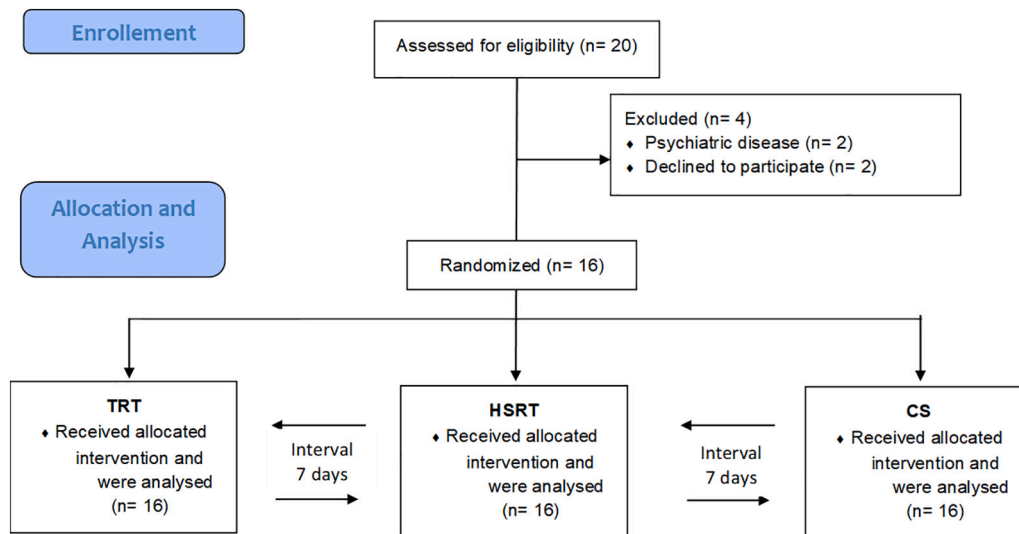 Enrollement
Assessed for eligibility (n= 20)
Excluded (n= 4)
♦ Psychiatric disease (n= 2)
♦ Declined to participate (n= 2)
Allocation and
Analysis
Randomized (n= 16)
TRT
♦ Received allocated
intervention and
were analysed
(n= 16)
Interval
7 days
HSRT
♦ Received allocated
intervention and
were analysed
(n= 16)
Interval
7 days
CS
♦ Received allocated
intervention and
were analysed
(n= 16)